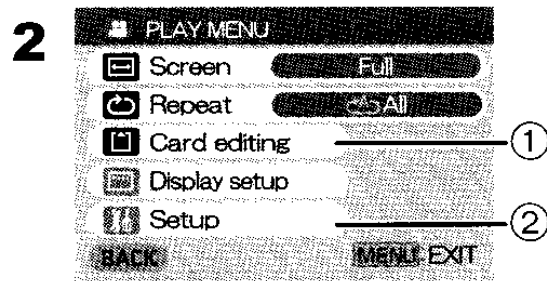 2
PLAY MENU
Screen Full
Repeat All
Card editing ①
Display setup
Setup ②
BACK MENU: EXIT